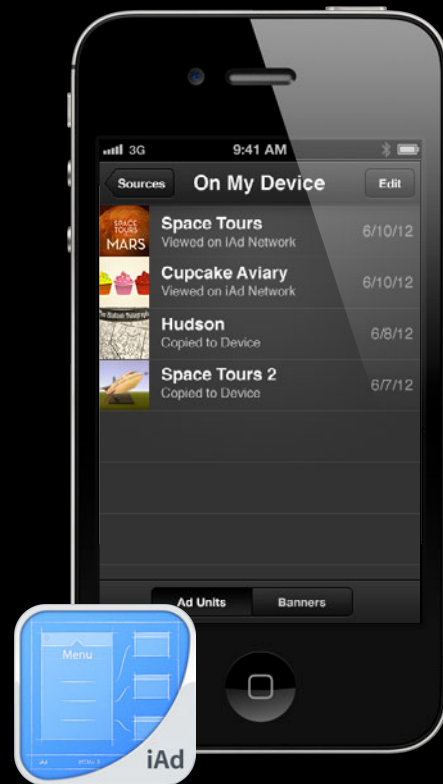 3G 9:41 AM
Sources On My Device Edit
SPACE
TOURS
MARS
Space Tours
Viewed on iAd Network
6/10/12
Cupcake Aviary
Viewed on iAd Network
6/10/12
Hudson
Copied to Device
6/8/12
Space Tours 2
Copied to Device
6/7/12
Ad Units Banners
Menu
iAd